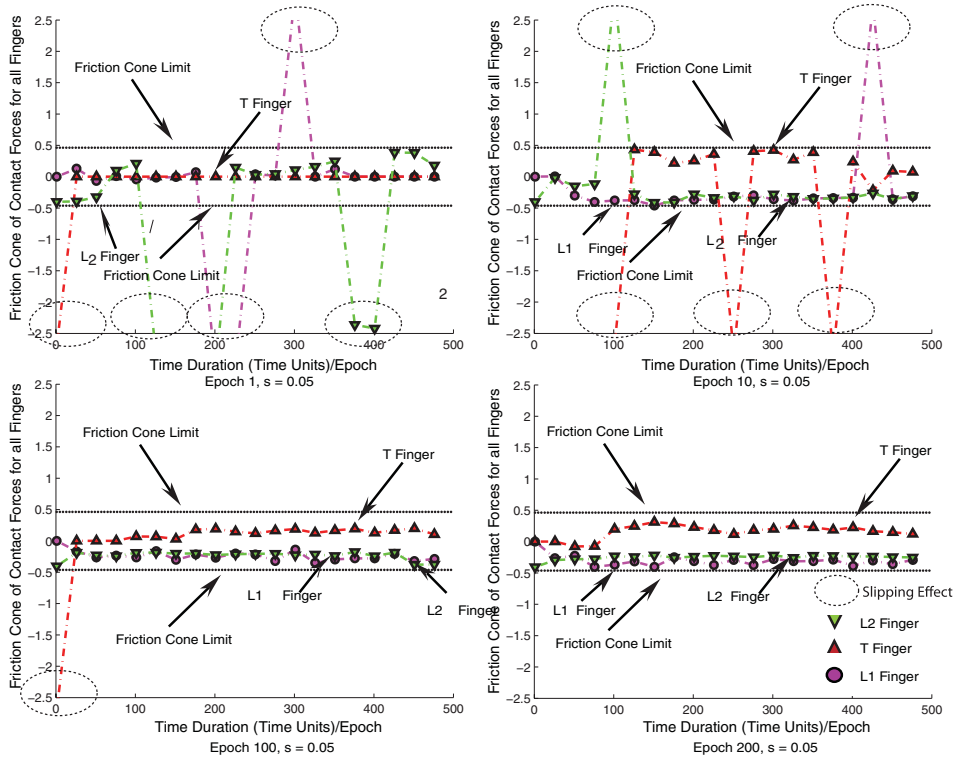 Friction Cone of Contact Forces for all Fingers
2.5
2
1.5
1
0.5
0
−0.5
−1
−1.5
−2
−2.5
Friction Cone Limit
T Finger
L2 Finger
Friction Cone Limit
2
0
100
200
300
400
500
Time Duration (Time Units)/Epoch
Epoch 1, s = 0.05
Friction Cone of Contact Forces for all Fingers
2.5
2
1.5
1
0.5
0
−0.5
−1
−1.5
−2
−2.5
Friction Cone Limit
T Finger
L1 Finger
L2 Finger
Friction Cone Limit
0
100
200
300
400
500
Time Duration (Time Units)/Epoch
Epoch 10, s = 0.05
Friction Cone of Contact Forces for all Fingers
2.5
2
1.5
1
0.5
0
−0.5
−1
−1.5
−2
−2.5
Friction Cone Limit
T Finger
L1 Finger
L2 Finger
Friction Cone Limit
0
100
200
300
400
500
Time Duration (Time Units)/Epoch
Epoch 100, s = 0.05
Friction Cone of Contact Forces for all Fingers
2.5
2
1.5
1
0.5
0
−0.5
−1
−1.5
−2
−2.5
Friction Cone Limit
T Finger
L1 Finger
L2 Finger
Friction Cone Limit
Slipping Effect
L2 Finger
T Finger
L1 Finger
0
100
200
300
400
500
Time Duration (Time Units)/Epoch
Epoch 200, s = 0.05